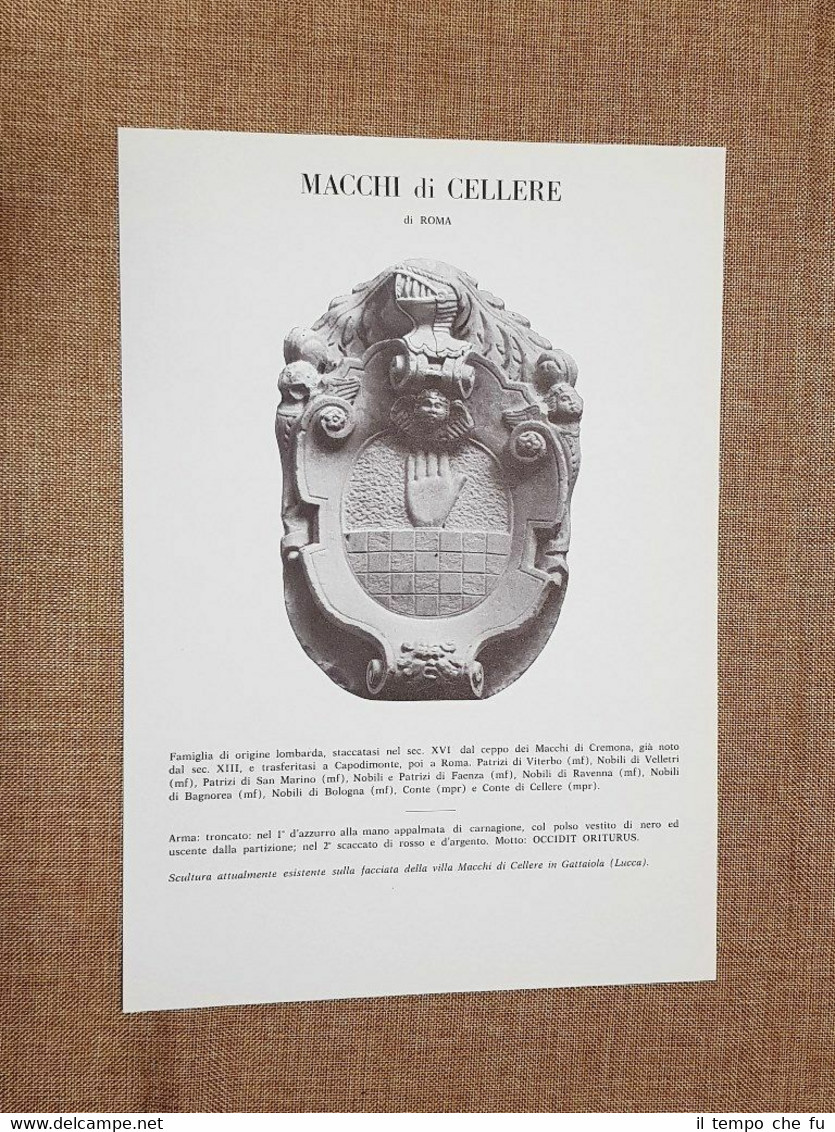 MACCHI di CELLERE
di ROMA
Famiglia di origine lombarda, staccatasi nel sec. XVI dal ceppo dei Macchi di Cremona, già noto
dal sec. XIII, e trasferitasi a Capodimonte, poi a Roma. Patrizi di Viterbo (mf), Nobili di Velletri
(mf), Patrizi di San Marino (mf), Nobili e Patrizi di Faenza (mf), Nobili di Ravenna (mf), Nobili
di Bagnorea (mf), Nobili di Bologna (mf), Conte (mpr) e Conte di Cellere (mpr).
Arma: troncato: nel 1° d'azzurro alla mano appalmata di carnagione, col polso vestito di nero ed
uscente dalla partizione; nel 2° scaccato di rosso e d'argento. Motto: OCCIDIT ORITURUS.
Scultura attualmente esistente sulla facciata della villa Macchi di Cellere in Gattaiola (Lucca).
il tempo che fu